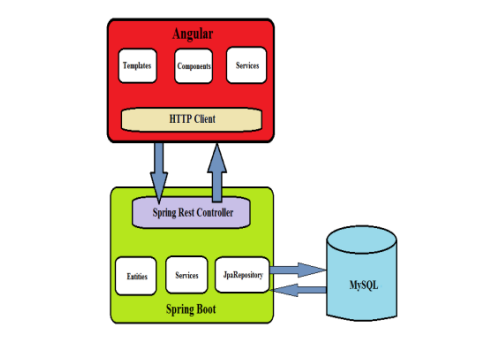 Angular
Templates
Components
Services
HTTP Client
Spring Rest Controller
Entities
Services
JpaRepository
MySQL
Spring Boot